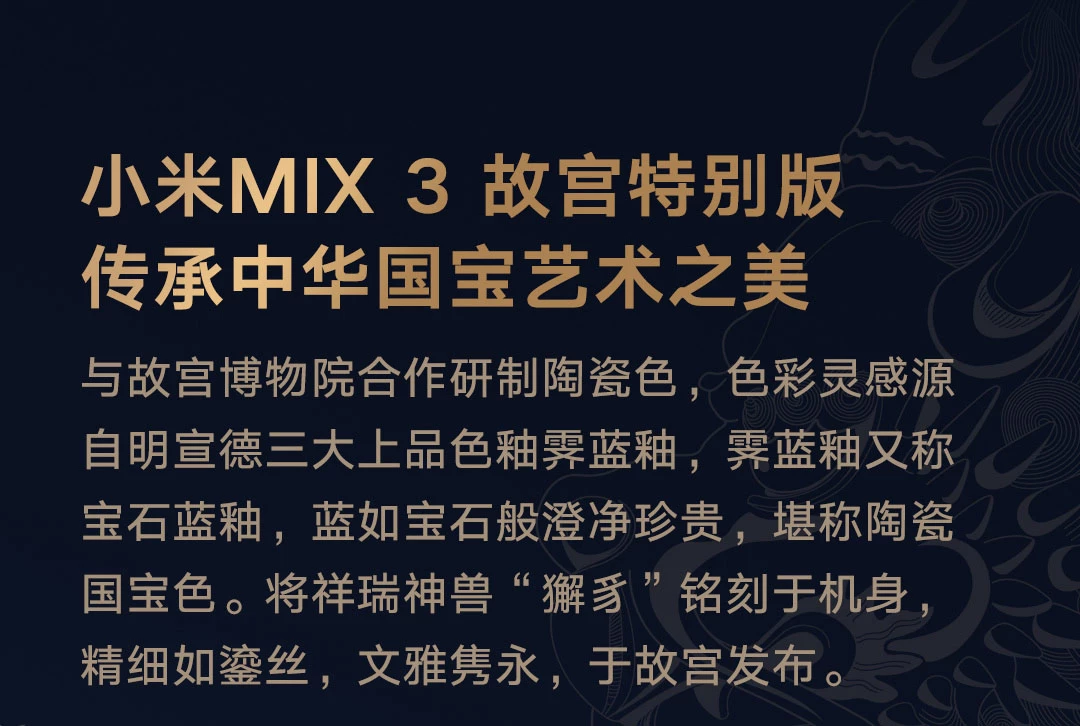 小米MIX 3 故宫特别版
传承中华国宝艺术之美
与故宫博物院合作研制陶瓷色，色彩灵感源
自明宣德三大上品色釉霁蓝釉，霁蓝釉又称
宝石蓝釉，蓝如宝石般澄净珍贵，堪称陶瓷
国宝色。将祥瑞神兽“獬豸”铭刻于机身，
精细如鎏丝，文雅隽永，于故宫发布。